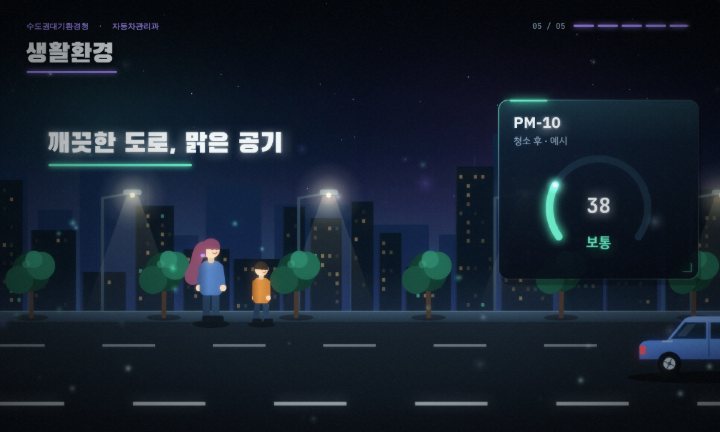 수도권대기환경청 · 자동차관리과
생활환경
05 / 05
깨끗한 도로, 맑은 공기
PM-10
청소 후 · 예시
38
보통